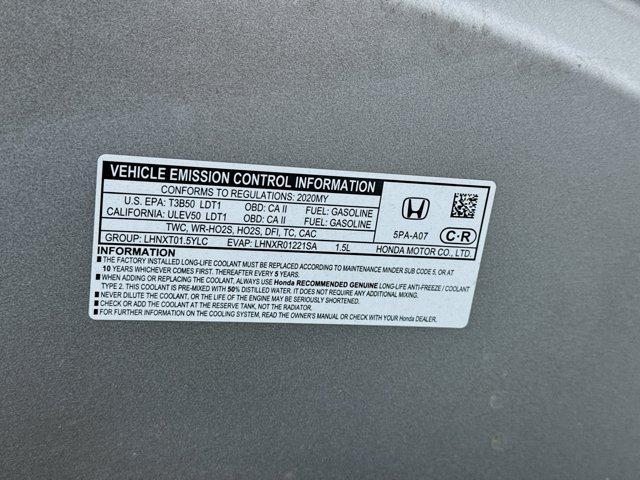 VEHICLE EMISSION CONTROL INFORMATION
CONFORMS TO REGULATIONS: 2020MY
U.S. EPA: T3B50 LDT1 OBD: CA II FUEL: GASOLINE
CALIFORNIA: ULEV50 LDT1 OBD: CA II FUEL: GASOLINE
TWC, WR-HO2S, HO2S, DFI, TC, CAC
GROUP: LHNXT01.5YLC EVAP: LHNXR01221SA 1.5L
5PA-A07 C-R
HONDA MOTOR CO., LTD.
INFORMATION
■ THE FACTORY INSTALLED LONG-LIFE COOLANT MUST BE REPLACED ACCORDING TO MAINTENANCE MINDER SUB CODE 5, OR AT
10 YEARS WHICHEVER COMES FIRST. THEREAFTER EVERY 5 YEARS.
■ WHEN ADDING OR REPLACING THE COOLANT, ALWAYS USE Honda RECOMMENDED GENUINE LONG-LIFE ANTI-FREEZE / COOLANT
TYPE 2. THIS COOLANT IS PRE-MIXED WITH 50% DISTILLED WATER. IT DOES NOT REQUIRE ANY ADDITIONAL MIXING.
■ NEVER DILUTE THE COOLANT, OR THE LIFE OF THE ENGINE MAY BE SERIOUSLY SHORTENED.
■ CHECK OR ADD THE COOLANT AT THE RESERVE TANK, NOT THE RADIATOR.
■ FOR FURTHER INFORMATION ON THE COOLING SYSTEM, READ THE OWNER'S MANUAL OR CHECK WITH YOUR Honda DEALER.